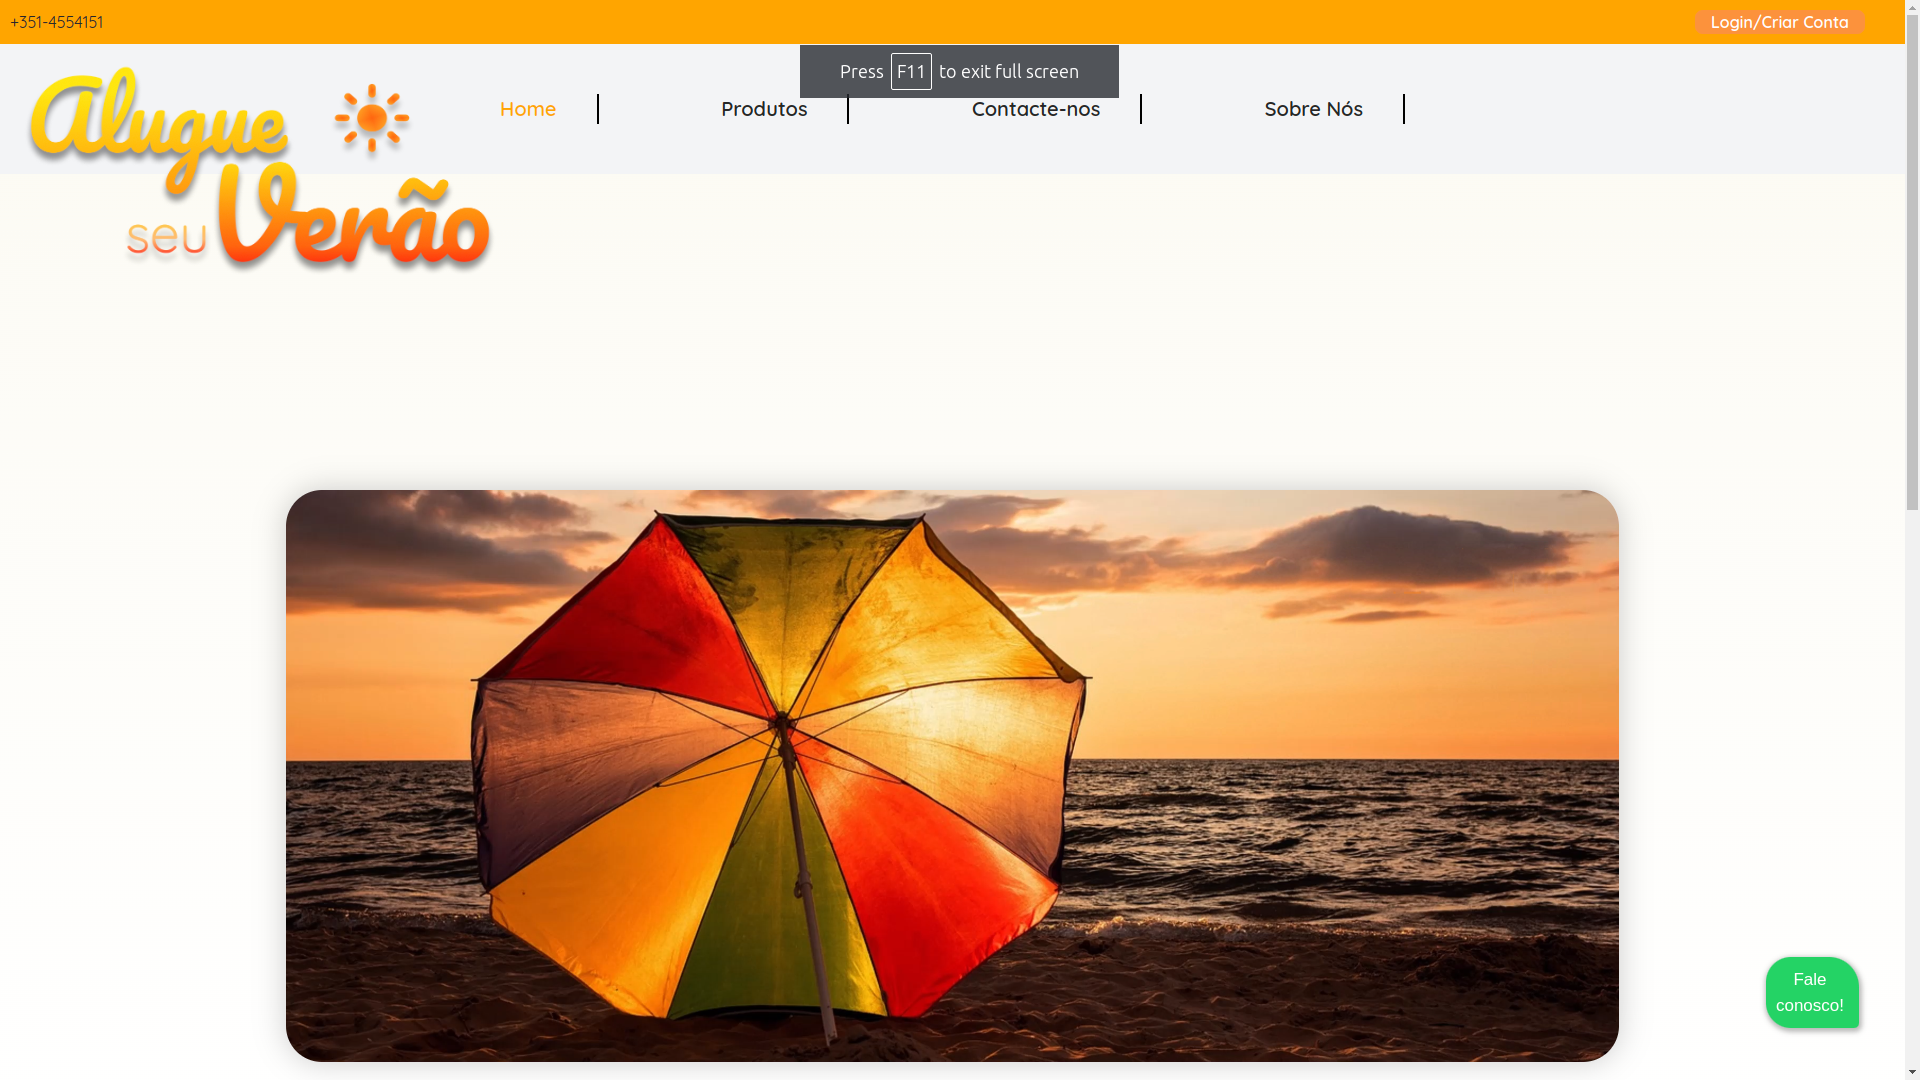 +351-4554151
Login/Criar Conta
Press F11 to exit full screen
Alugue
seu Verão
Home
Produtos
Contacte-nos
Sobre Nós
Fale
conosco!